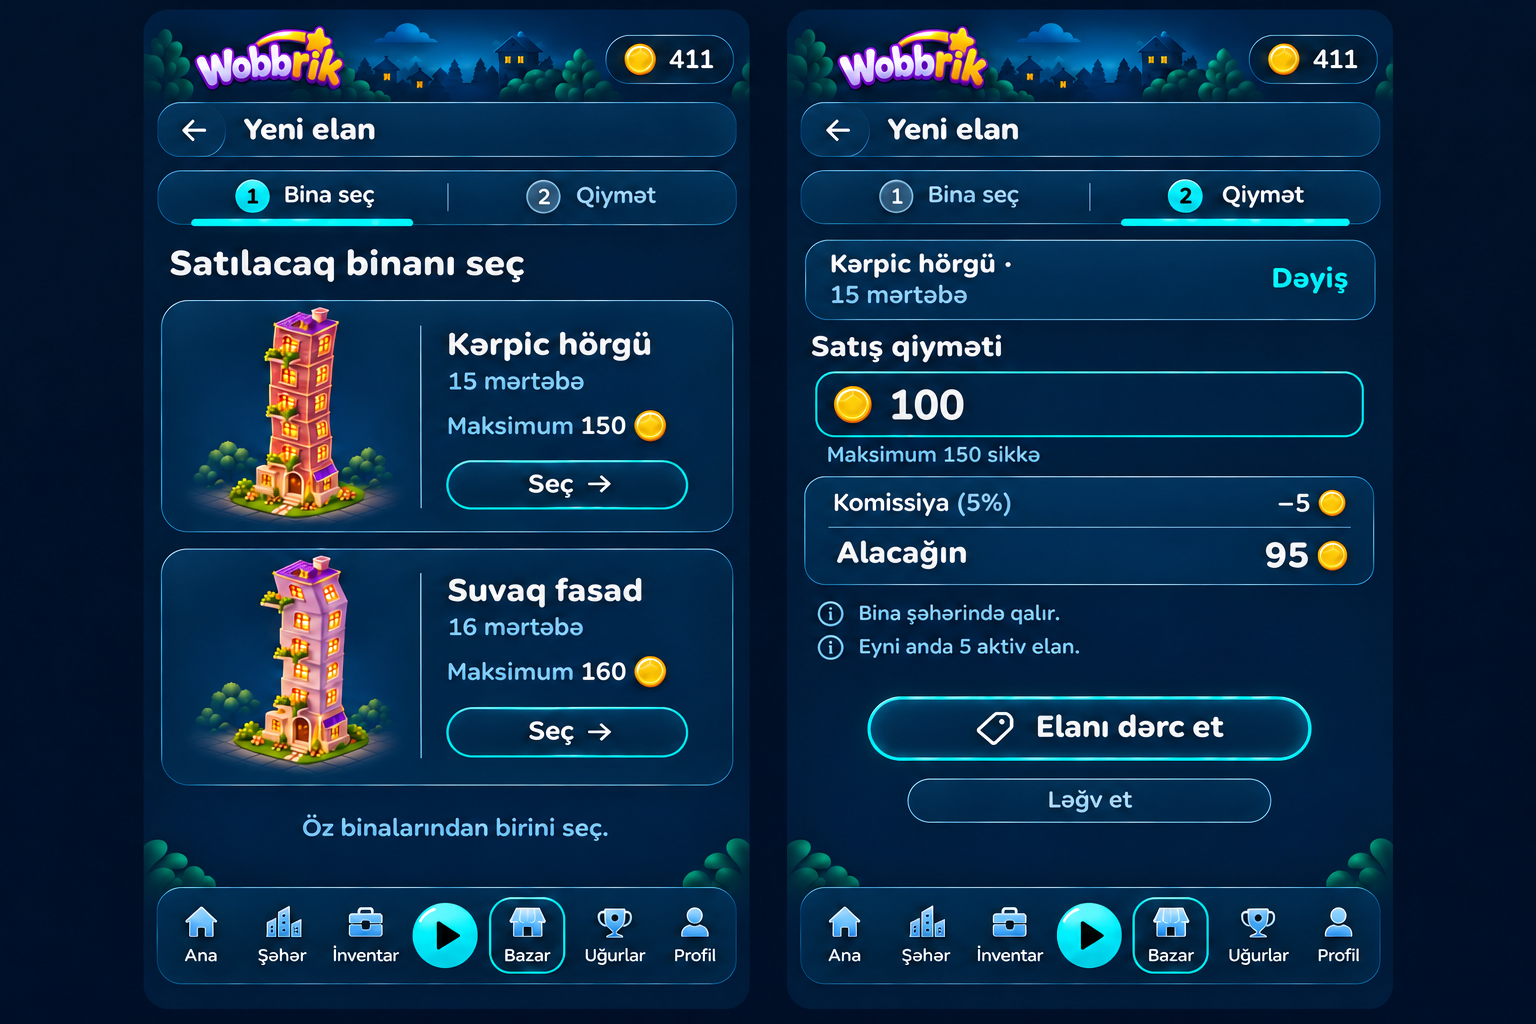 Wobbrik
411
Yeni elan
1 Bina seç
2 Qiymət
Satılacaq binanı seç
Kərpic hörgü
15 mərtəbə
Maksimum 150
Seç →
Suvaq fasad
16 mərtəbə
Maksimum 160
Seç →
Öz binalarından birini seç.
Ana
Şəhər
İnventar
Bazar
Uğurlar
Profil
Wobbrik
411
Yeni elan
1 Bina seç
2 Qiymət
Kərpic hörgü •
15 mərtəbə
Dəyiş
Satış qiyməti
100
Maksimum 150 sikkə
Komissiya (5%)
−5
Alacağın
95
Bina şəhərində qalır.
Eyni anda 5 aktiv elan.
Elanı dərc et
Ləğv et
Ana
Şəhər
İnventar
Bazar
Uğurlar
Profil